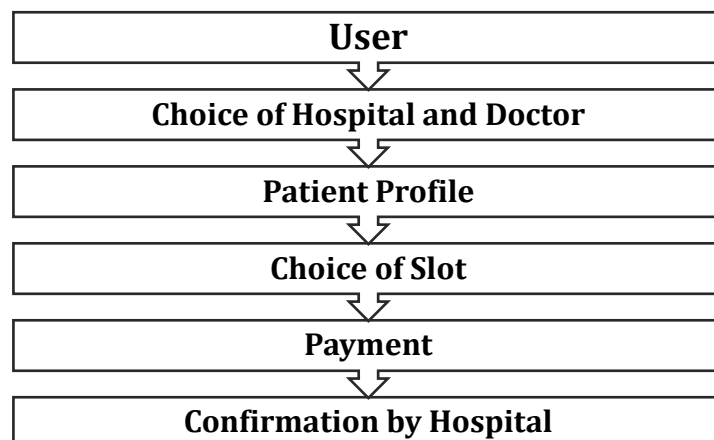 User
Choice of Hospital and Doctor
Patient Profile
Choice of Slot
Payment
Confirmation by Hospital